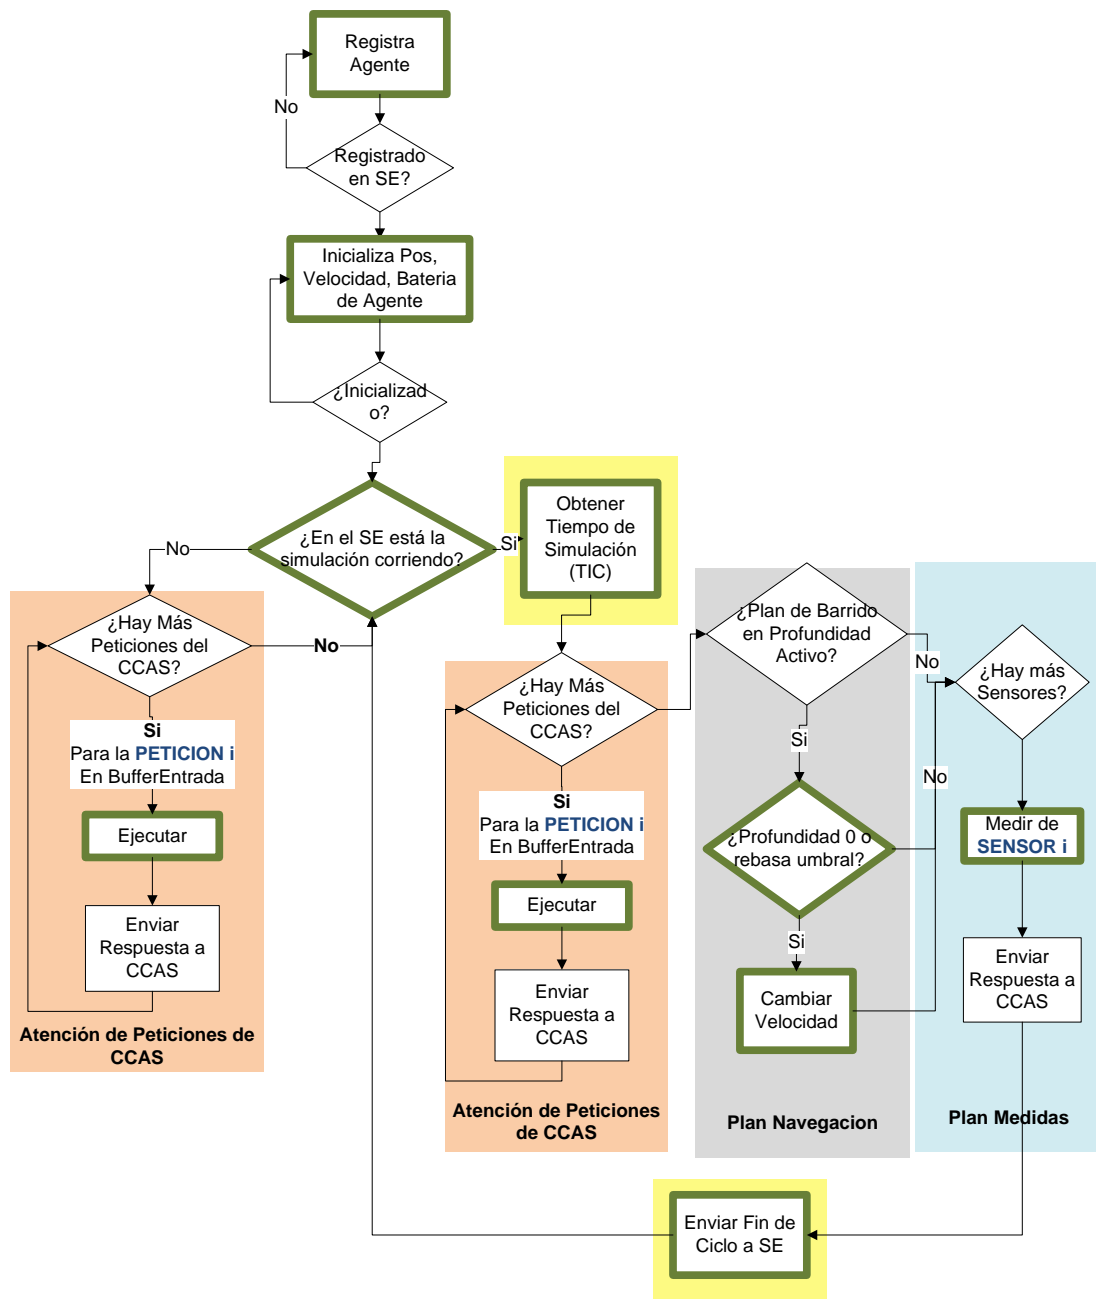 Registra
Agente
No
Registrado
en SE?
Inicializa Pos,
Velocidad, Bateria
de Agente
¿Inicializad
o?
¿En el SE está la
simulación corriendo?
No
Si
Obtener
Tiempo de
Simulación
(TIC)
¿Hay Más
Peticiones del
CCAS?
No
Si
Para la PETICION i
En BufferEntrada
Ejecutar
Enviar
Respuesta a
CCAS
Atención de Peticiones de
CCAS
¿Hay Más
Peticiones del
CCAS?
Si
Para la PETICION i
En BufferEntrada
Ejecutar
Enviar
Respuesta a
CCAS
Atención de Peticiones
de CCAS
¿Plan de Barrido
en Profundidad
Activo?
No
Si
¿Profundidad 0 o
rebasa umbral?
No
Si
Cambiar
Velocidad
Plan Navegacion
¿Hay más
Sensores?
Medir de
SENSOR i
Enviar
Respuesta a
CCAS
Plan Medidas
Enviar Fin de
Ciclo a SE